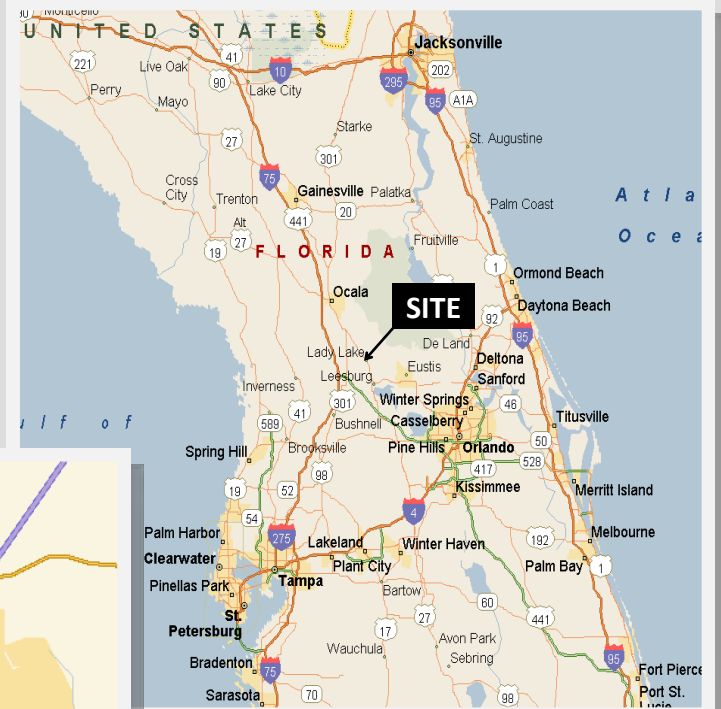 Monticello
UNITED STATES
Jacksonville
221
Live Oak
41
10
90
Lake City
295
202
95
A1A
Perry
Mayo
Starke
27
301
St. Augustine
75
Cross
City
Trenton
Gainesville
Palatka
20
441
Palm Coast
Atla
Alt
27
19
FLORIDA
Fruitville
Ocea
1
Ormond Beach
Ocala
SITE
Daytona Beach
92
95
De Land
Lady Lake
Deltona
Leesburg
Eustis
Sanford
Inverness
301
Winter Springs
46
41
589
Bushnell
Casselberry
Titusville
ulf of
Spring Hill
Brooksville
Pine Hills
Orlando
50
98
417
528
19
52
Kissimmee
Merritt Island
54
4
Palm Harbor
275
Lakeland
Winter Haven
192
Melbourne
Clearwater
Plant City
Palm Bay
1
Pinellas Park
Tampa
Bartow
St.
Petersburg
60
27
441
17
Avon Park
Wauchula
Sebring
95
Bradenton
75
Fort Pierce
Sarasota
70
98
Port St.
Lucie